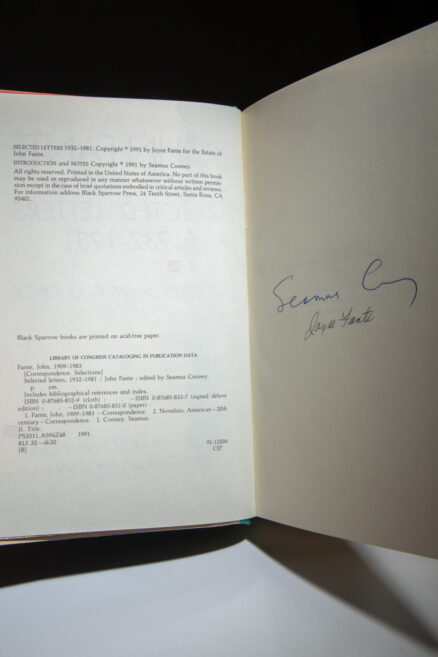 SELECTED LETTERS 1932–1981. Copyright © 1991 by Joyce Fante for the Estate of
John Fante.
INTRODUCTION and NOTES Copyright © 1991 by Seamus Cooney.
All rights reserved. Printed in the United States of America. No part of this book
may be used or reproduced in any manner whatsoever without written permis-
sion except in the case of brief quotations embodied in critical articles and reviews.
For information address Black Sparrow Press, 24 Tenth Street, Santa Rosa, CA
95401.
Black Sparrow books are printed on acid-free paper.
LIBRARY OF CONGRESS CATALOGING IN PUBLICATION DATA
Fante, John, 1909–1983
[Correspondence. Selections]
Selected letters, 1932–1981 / John Fante ; edited by Seamus Cooney.
p. cm.
Includes bibliographical references and index.
ISBN 0-87685-832-9 (cloth) : — ISBN 0-87685-833-7 (signed deluxe
edition) : — ISBN 0-87685-831-0 (paper) :
1. Fante, John, 1909–1983 —Correspondence. 2. Novelists, American—20th
century—Correspondence. I. Cooney, Seamus.
II. Title.
PS3511.A594Z48 1991
813'.52—dc20 91-12456
[B] CIP
Seamus Cooney
Joyce Fante